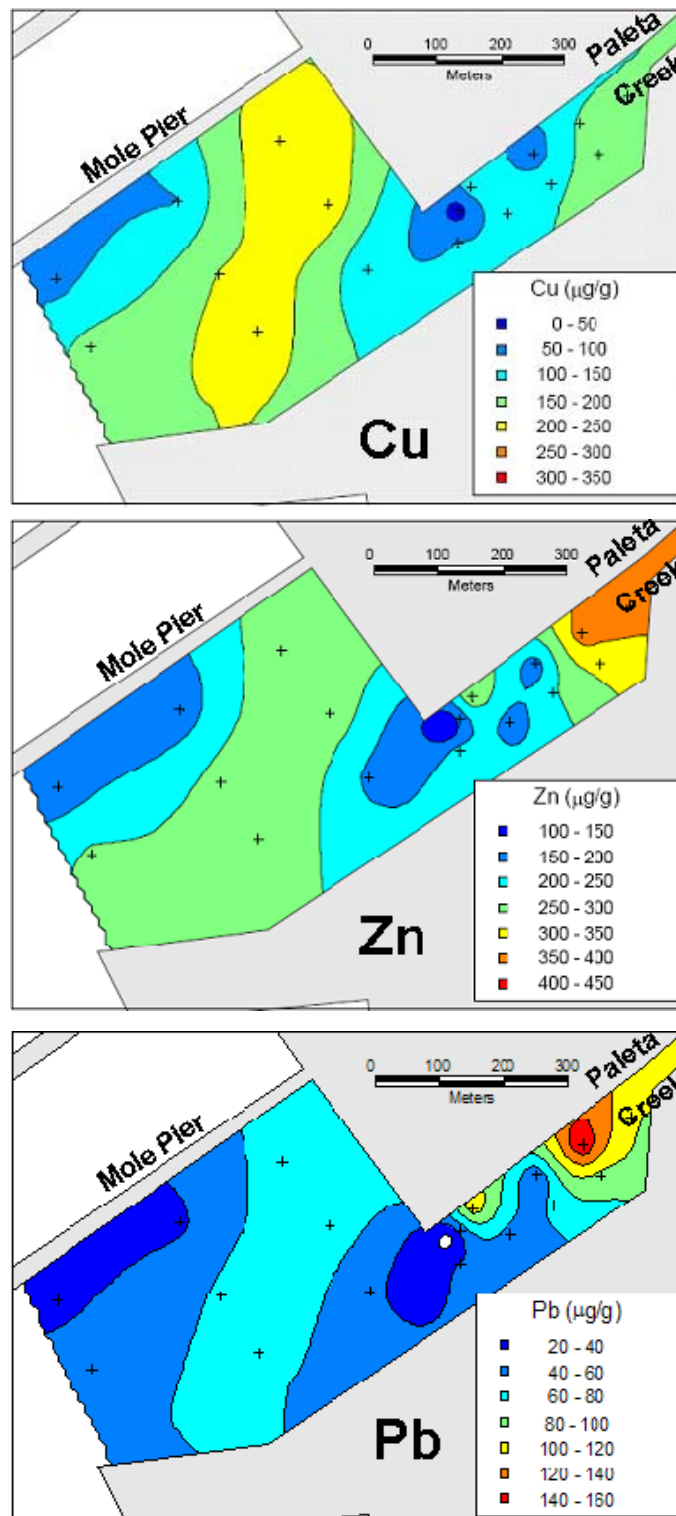 0 100 200 300
Meters
Paleta
Creek
Mole Pier
Cu (µg/g)
0 - 50
50 - 100
100 - 150
150 - 200
200 - 250
250 - 300
300 - 350
Cu
0 100 200 300
Meters
Paleta
Creek
Mole Pier
Zn (µg/g)
100 - 150
150 - 200
200 - 250
250 - 300
300 - 350
350 - 400
400 - 450
Zn
0 100 200 300
Meters
Paleta
Creek
Mole Pier
Pb (µg/g)
20 - 40
40 - 60
60 - 80
80 - 100
100 - 120
120 - 140
140 - 160
Pb